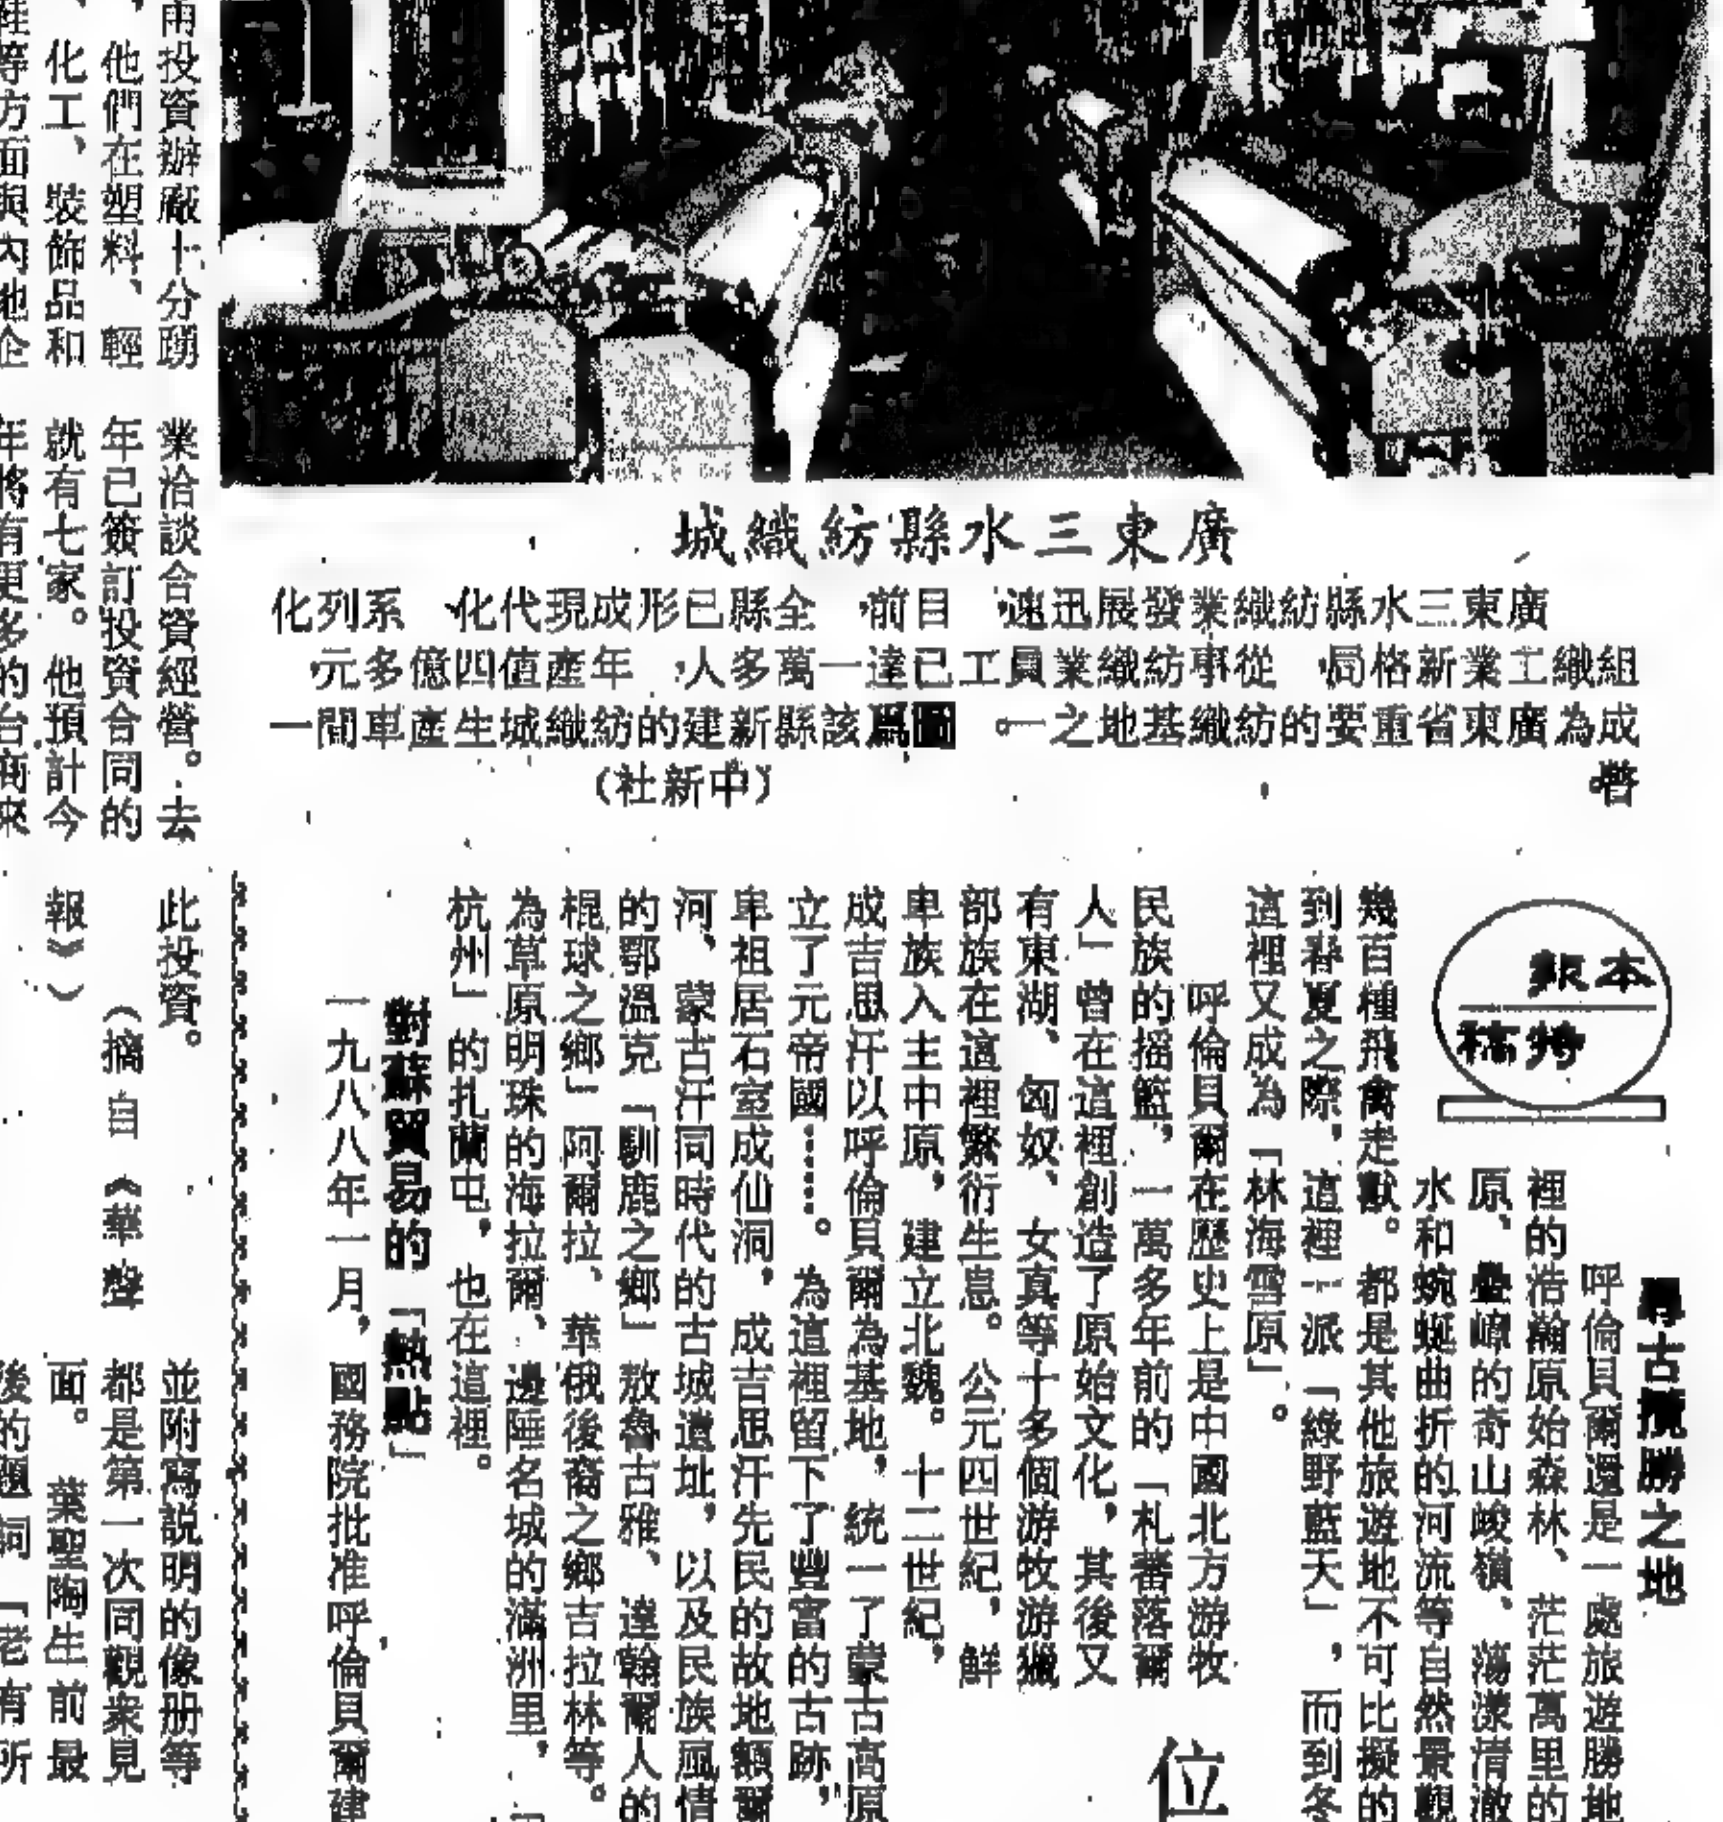 廣東三水縣紡織城
廣東三水縣紡織業發展迅速,目前,全縣已形成現代化、系列化
組織工業新格局,從事紡織業員工已達一萬多人,年產值四億多元,
成為廣東省重要的紡織基地之一。圖爲該縣新建的紡織城生產車間一
瞥。 (中新社)
甬投資辦廠十分踴
他們在塑料、輕
、化工、裝飾品和
鞋等方面與內地企
業洽談合資經營。去
年已簽訂投資合同的
就有七家。他預計今
年將有更多的台商來
此投資。
(摘自《華聲
報》)
本報
特稿
尋古攬勝之地
呼倫貝爾還是一處旅遊勝地
裡的浩瀚原始森林、茫茫萬里的
原、疊嶂的奇山峻嶺、蕩漾清澈
水和蜿蜒曲折的河流等自然景觀
幾百種飛禽走獸。都是其他旅遊地不可比擬的
到春夏之際,這裡一派「綠野藍天」,而到冬
這裡又成為「林海雪原」。
呼倫貝爾在歷史上是中國北方游牧
民族的搖籃,一萬多年前的「札蕃落爾
人」曾在這裡創造了原始文化,其後又
有東湖、匈奴、女真等十多個游牧游獵
部族在這裡繁衍生息。公元四世紀,鮮
卑族入主中原,建立北魏。十二世紀,
成吉思汗以呼倫貝爾為基地,統一了蒙古高原
立了元帝國……。為這裡留下了豐富的古跡,
卑祖居石室成仙洞,成吉思汗先民的故地額爾
河、蒙古汗同時代的古城遺址,以及民族風情
的鄂溫克「馴鹿之鄉」敖魯古雅、達翰爾人的
棍球之鄉」阿爾拉、華俄後裔之鄉吉拉林等。
為草原明珠的海拉爾、邊陲名城的滿洲里,「
杭州」的扎蘭屯,也在這裡。
對蘇貿易的「熱點」
一九八八年一月,國務院批准呼倫貝爾建
位
並附寫説明的像册等
都是第一次同觀衆見
面。葉聖陶生前最
後的題詞「老有所